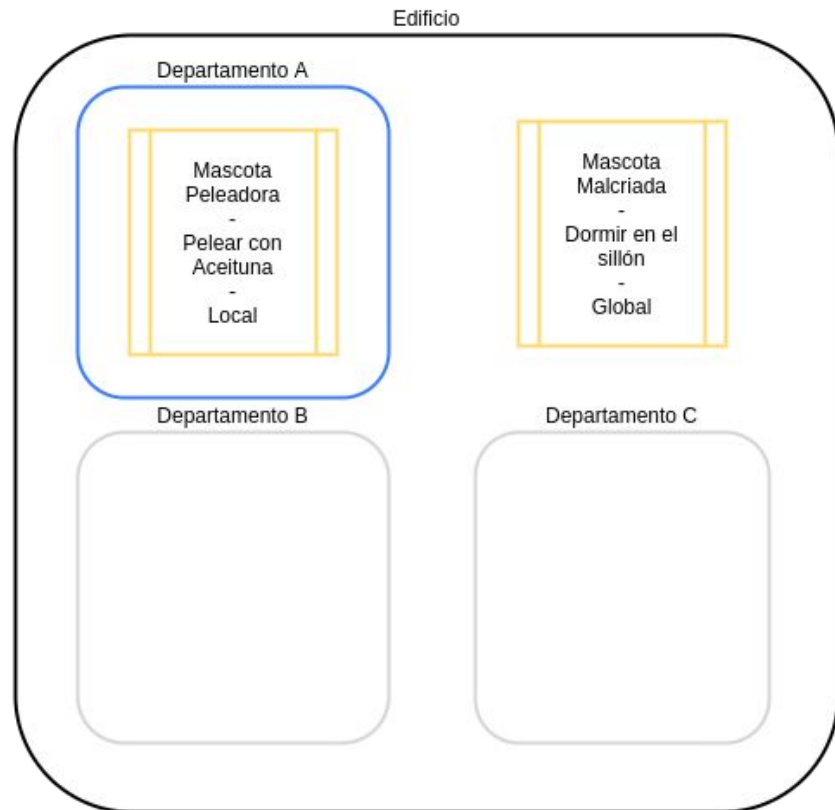 Edificio
Departamento A
Mascota
Peleadora
-
Pelear con
Aceituna
-
Local
Mascota
Malcriada
-
Dormir en el
sillón
-
Global
Departamento B
Departamento C